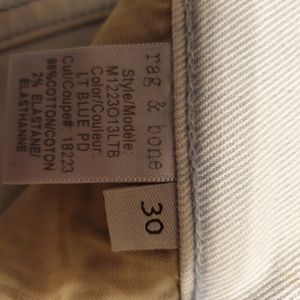 rag & bone
Style/Modèle:
M1223O13LTB
Color/Couleur:
LT BLUE PD
Cut/Coupe#: 18223
98%COTTON/COTON
2% ELASTANE/
ELASTHANNE
30